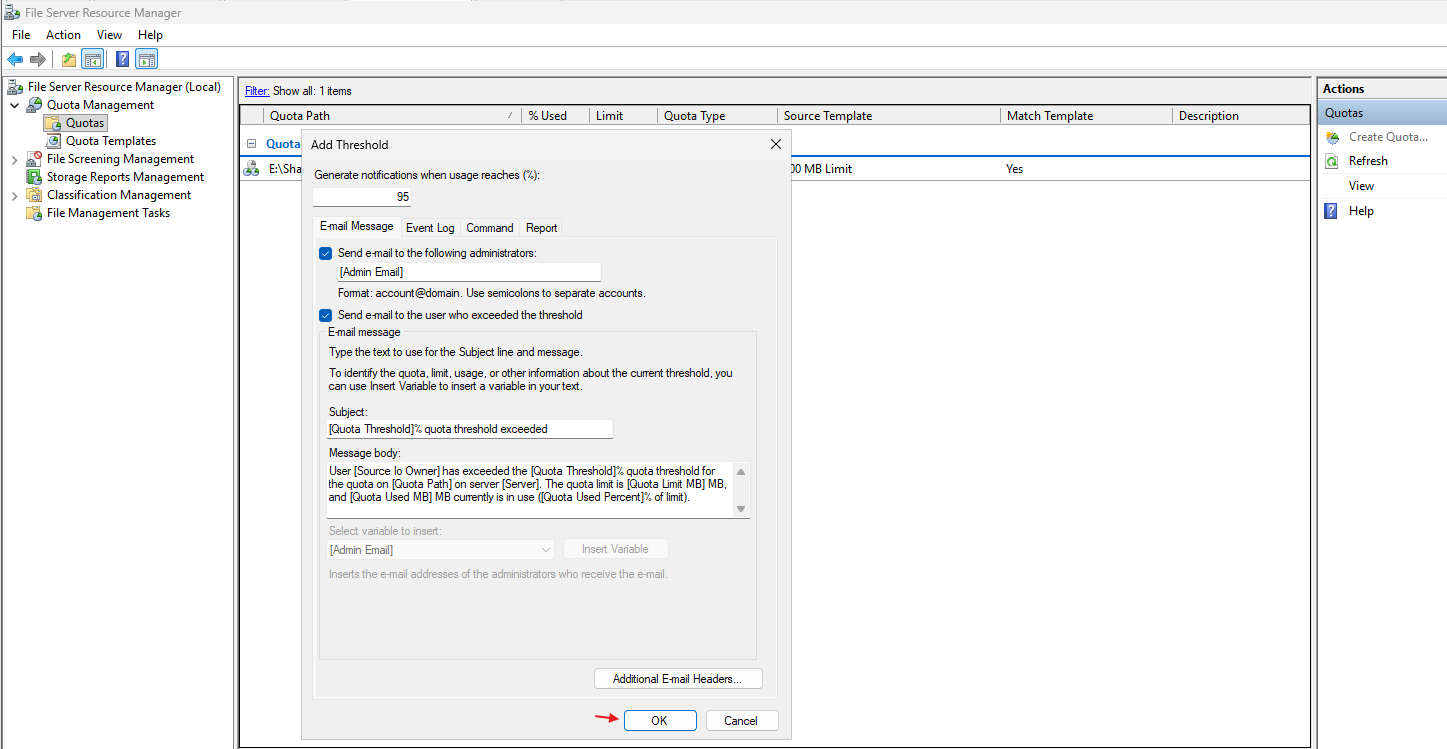 File Server Resource Manager
File Action View Help
File Server Resource Manager (Local)
Quota Management
Quotas
Quota Templates
File Screening Management
Storage Reports Management
Classification Management
File Management Tasks
Filter: Show all: 1 items
Quota Path % Used Limit Quota Type Source Template Match Template Description
Quota
E:\Sha 00 MB Limit Yes
Add Threshold
Generate notifications when usage reaches (%):
95
E-mail Message Event Log Command Report
Send e-mail to the following administrators:
[Admin Email]
Format: account@domain. Use semicolons to separate accounts.
Send e-mail to the user who exceeded the threshold
E-mail message
Type the text to use for the Subject line and message.
To identify the quota, limit, usage, or other information about the current threshold, you
can use Insert Variable to insert a variable in your text.
Subject:
[Quota Threshold]% quota threshold exceeded
Message body:
User [Source Io Owner] has exceeded the [Quota Threshold]% quota threshold for
the quota on [Quota Path] on server [Server]. The quota limit is [Quota Limit MB] MB,
and [Quota Used MB] MB currently is in use ([Quota Used Percent]% of limit).
Select variable to insert:
[Admin Email] Insert Variable
Inserts the e-mail addresses of the administrators who receive the e-mail.
Additional E-mail Headers...
OK Cancel
Actions
Quotas
Create Quota...
Refresh
View
Help